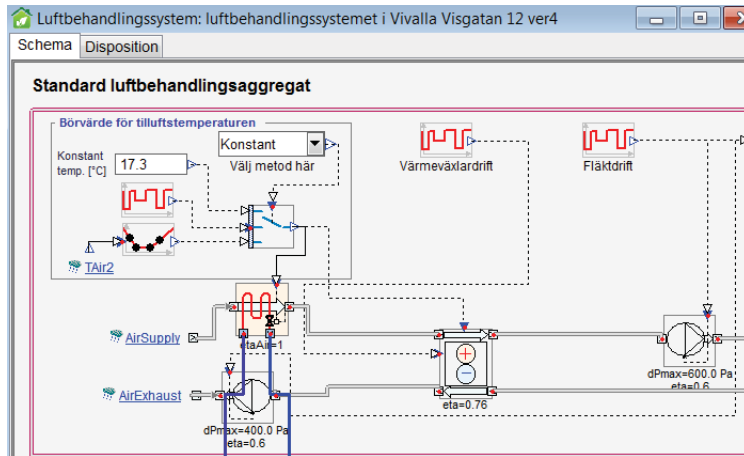 Luftbehandlingssystem: luftbehandlingssystemet i Vivalla Visgatan 12 ver4
Schema Disposition
Standard luftbehandlingsaggregat
Börvärde för tilluftstemperaturen
Konstant
temp. [°C]
17.3
Konstant
Välj metod här
Värmeväxlardrift
Fläktdrift
TAir2
AirSupply
etaAir=1
dPmax=600.0 Pa
eta=0.6
AirExhaust
eta=0.76
dPmax=400.0 Pa
eta=0.6